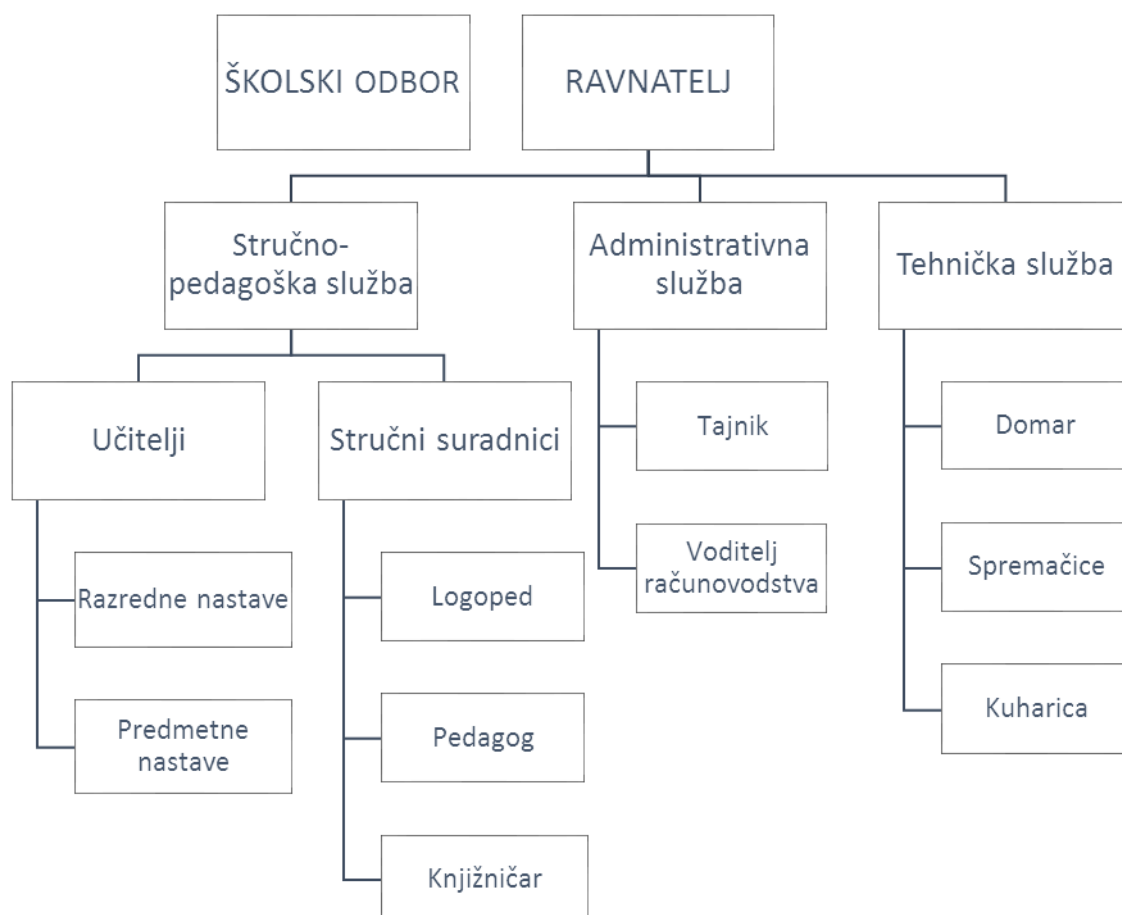 ŠKOLSKI ODBOR
RAVNATELJ
Stručno-
pedagoška služba
Administrativna
služba
Tehnička služba
Učitelji
Stručni suradnici
Tajnik
Domar
Razredne nastave
Logoped
Voditelj
računovodstva
Spremačice
Predmetne
nastave
Pedagog
Kuharica
Knjižničar